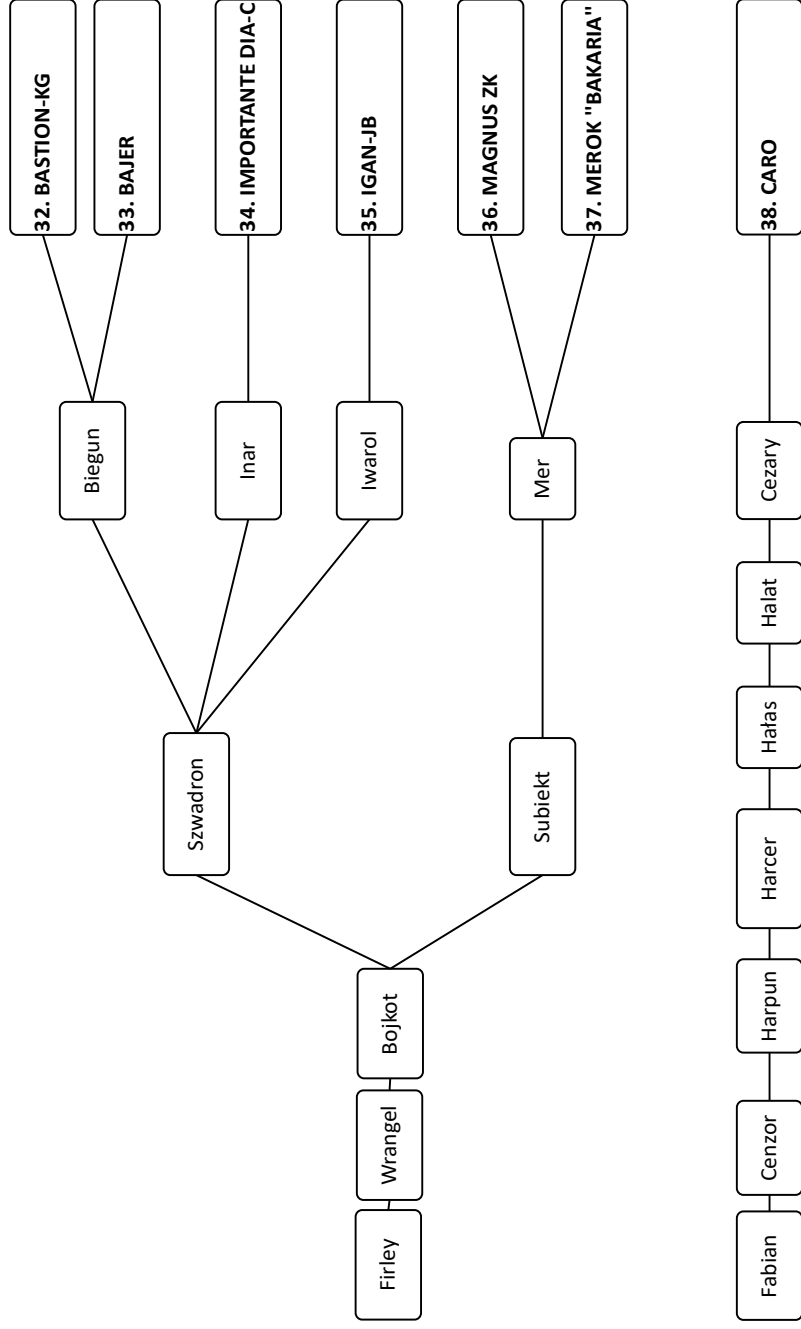 Firley
Wrangel
Bojkot
Szwadron
Biegun
32. BASTION-KG
33. BAJER
Inar
34. IMPORTANTE DIA-C
Iwarol
35. IGAN-JB
Subiekt
Mer
36. MAGNUS ZK
37. MEROK "BAKARIA"
Fabian
Cenzor
Harpun
Harcer
Hałas
Halat
Cezary
38. CARO